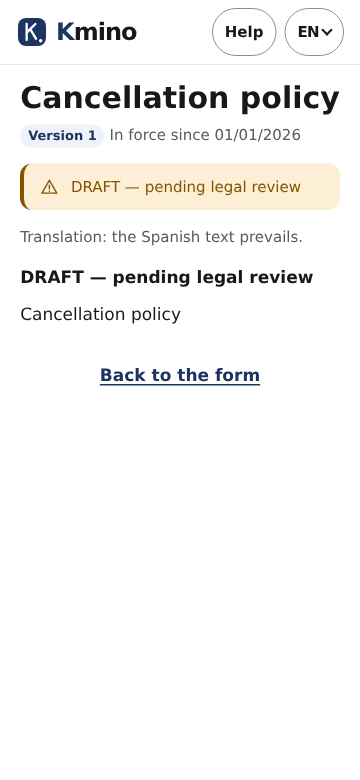 K. Kmino
Help
EN
Cancellation policy
Version 1 In force since 01/01/2026
DRAFT — pending legal review
Translation: the Spanish text prevails.
DRAFT — pending legal review
Cancellation policy
Back to the form